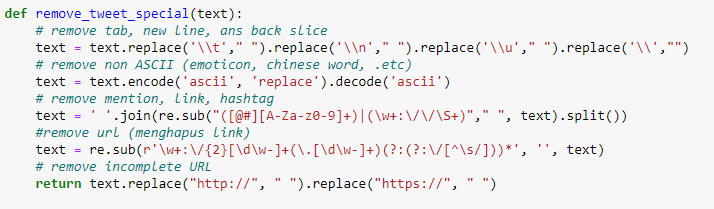 def remove_tweet_special(text):
    # remove tab, new line, ans back slice
    text = text.replace('\\t'," ").replace('\\n'," ").replace('\\u'," ").replace('\\',"")
    # remove non ASCII (emoticon, chinese word, .etc)
    text = text.encode('ascii', 'replace').decode('ascii')
    # remove mention, link, hashtag
    text = ' '.join(re.sub("([@#][A-Za-z0-9]+)|(\w+:\/\/\S+)"," ", text).split())
    #remove url (menghapus link)
    text = re.sub(r'\w+:\/{2}[\d\w-]+(\.[\d\w-]+)(?:(?:\/[^\s/]))*', '', text)
    # remove incomplete URL
    return text.replace("http://", " ").replace("https://", " ")